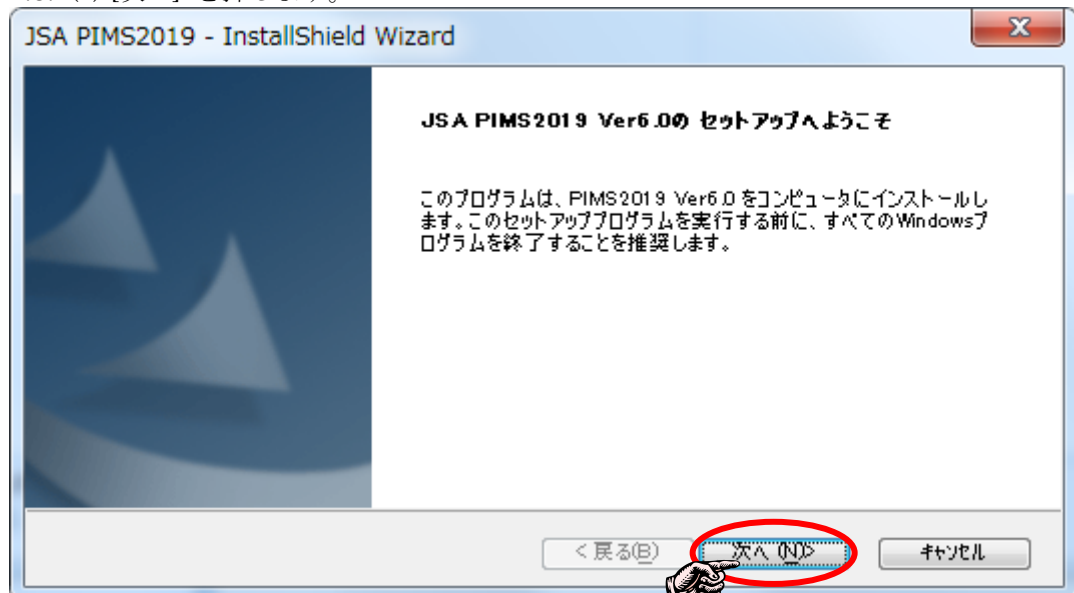 JSA PIMS2019 - InstallShield Wizard
JSA PIMS2019 Ver6.0の セットアップへようこそ
このプログラムは、PIMS2019 Ver6.0 をコンピュータにインストールし
ます。このセットアッププログラムを実行する前に、すべてのWindowsプ
ログラムを終了することを推奨します。
< 戻る(B)
次へ (N)>
キャンセル